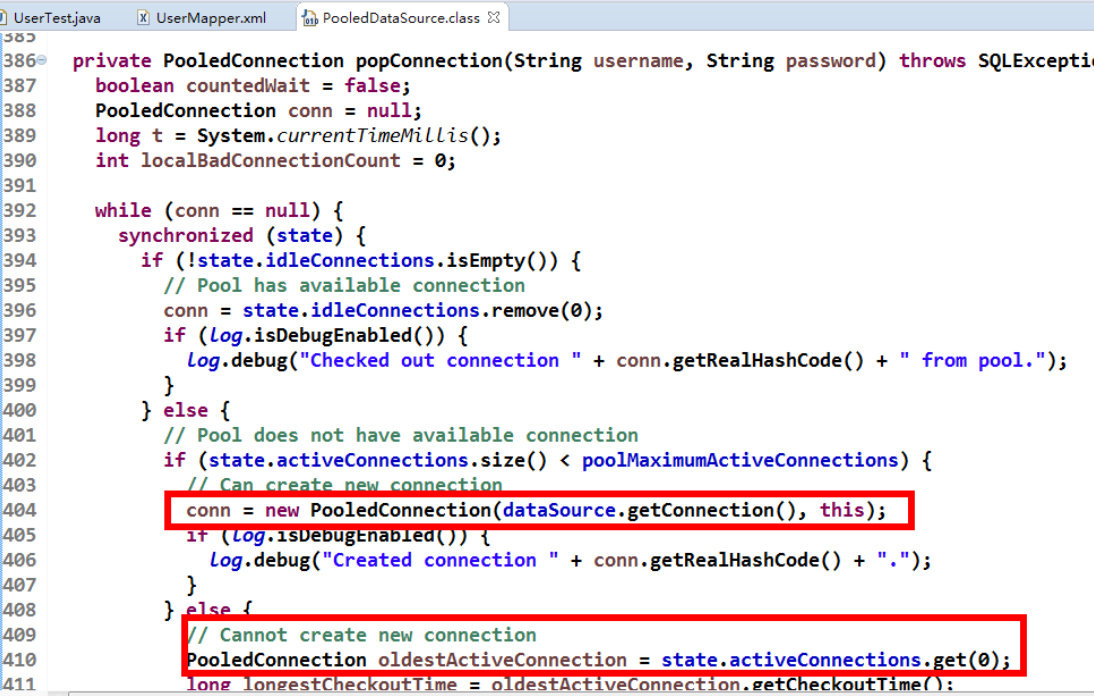 UserTest.java UserMapper.xml PooledDataSource.class
385
386 private PooledConnection popConnection(String username, String password) throws SQLExcepti
387 boolean countedWait = false;
388 PooledConnection conn = null;
389 long t = System.currentTimeMillis();
390 int localBadConnectionCount = 0;
391
392 while (conn == null) {
393 synchronized (state) {
394 if (!state.idleConnections.isEmpty()) {
395 // Pool has available connection
396 conn = state.idleConnections.remove(0);
397 if (log.isDebugEnabled()) {
398 log.debug("Checked out connection " + conn.getRealHashCode() + " from pool.");
399 }
400 } else {
401 // Pool does not have available connection
402 if (state.activeConnections.size() < poolMaximumActiveConnections) {
403 // Can create new connection
404 conn = new PooledConnection(dataSource.getConnection(), this);
405 if (log.isDebugEnabled()) {
406 log.debug("Created connection " + conn.getRealHashCode() + ".");
407 }
408 } else {
409 // Cannot create new connection
410 PooledConnection oldestActiveConnection = state.activeConnections.get(0);
411 long longestCheckoutTime = oldestActiveConnection.getCheckoutTime();